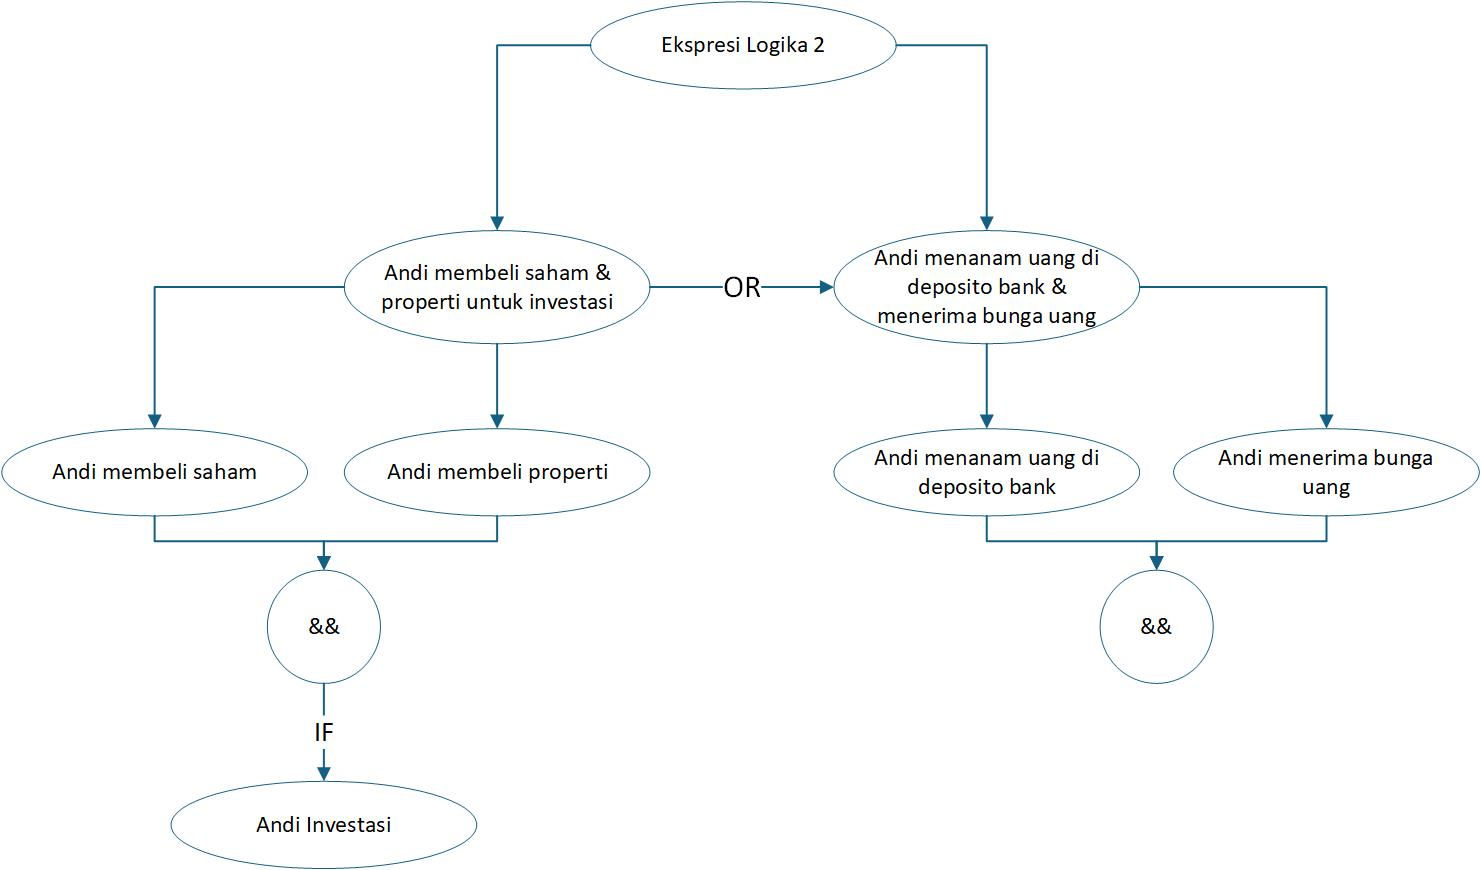 Ekspresi Logika 2
Andi membeli saham &
properti untuk investasi
OR
Andi menanam uang di
deposito bank &
menerima bunga uang
Andi membeli saham
Andi membeli properti
Andi menanam uang di
deposito bank
Andi menerima bunga
uang
&&
&&
IF
Andi Investasi